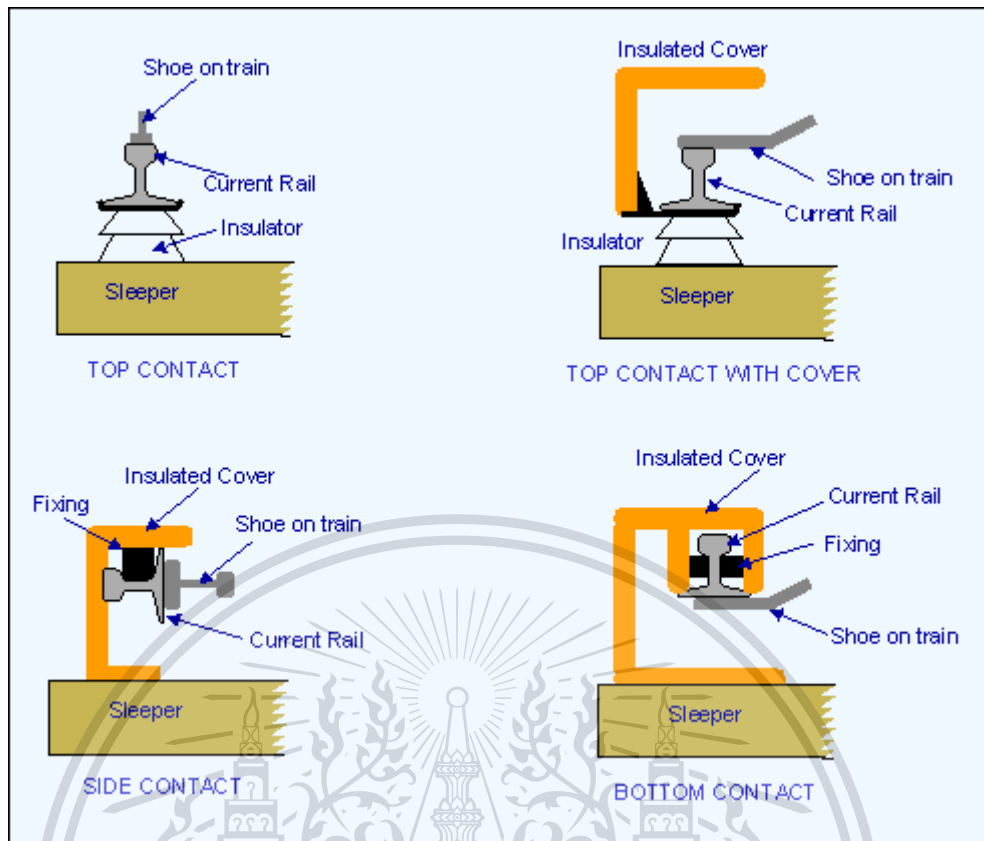 Shoe on train
Current Rail
Insulator
Sleeper
TOP CONTACT
Insulated Cover
Shoe on train
Current Rail
Insulator
Sleeper
TOP CONTACT WITH COVER
Insulated Cover
Fixing
Shoe on train
Current Rail
Sleeper
SIDE CONTACT
Insulated Cover
Current Rail
Fixing
Shoe on train
Sleeper
BOTTOM CONTACT